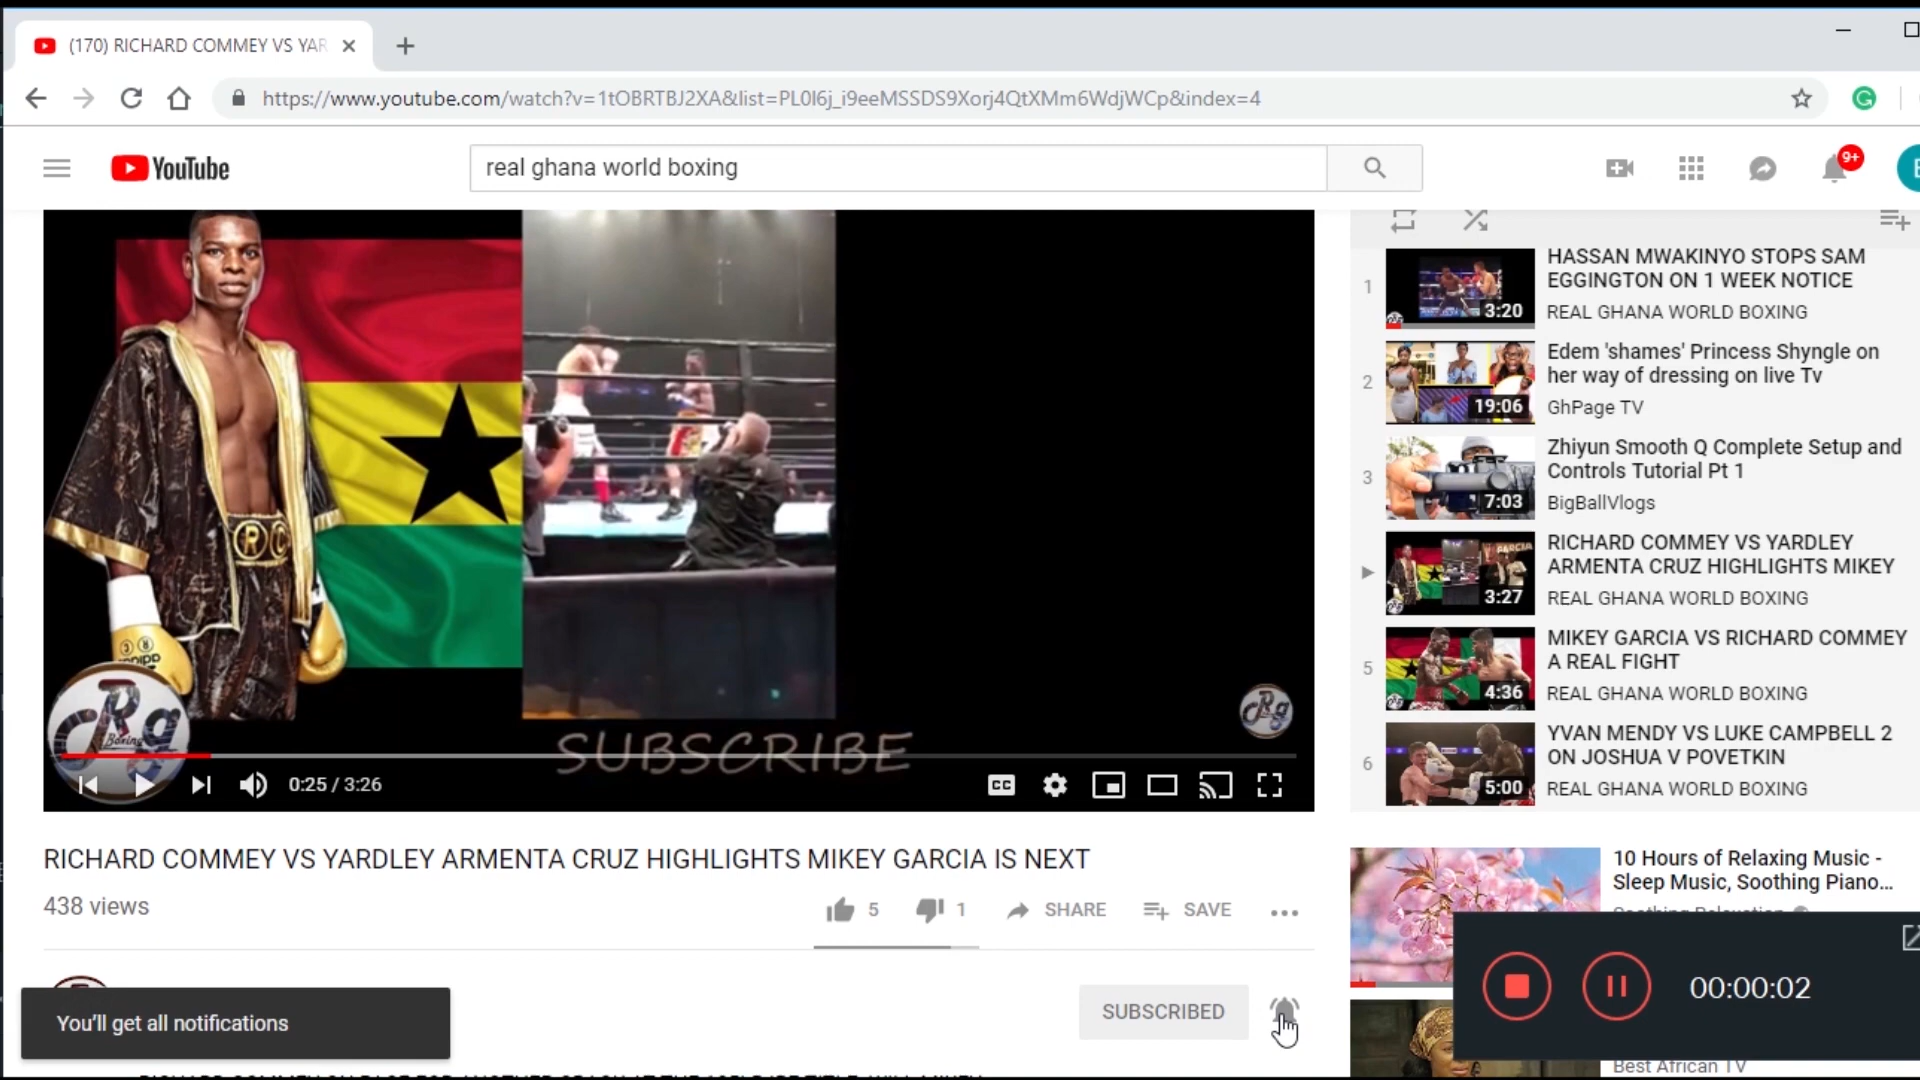 (170) RICHARD COMMEY VS YAR
https://www.youtube.com/watch?v=1tOBRTBJ2XA&list=PL0I6j_i9eeMSSDS9Xorj4QtXMm6WdjWCp&index=4
YouTube
real ghana world boxing
9+
RC
Rg
Boxing
Rg
SUBSCRIBE
0:25 / 3:26
CC
1
3:20
HASSAN MWAKINYO STOPS SAM
EGGINGTON ON 1 WEEK NOTICE
REAL GHANA WORLD BOXING
2
19:06
Edem 'shames' Princess Shyngle on
her way of dressing on live Tv
GhPage TV
3
7:03
Zhiyun Smooth Q Complete Setup and
Controls Tutorial Pt 1
BigBallVlogs
GARCIA
3:27
RICHARD COMMEY VS YARDLEY
ARMENTA CRUZ HIGHLIGHTS MIKEY
REAL GHANA WORLD BOXING
5
4:36
MIKEY GARCIA VS RICHARD COMMEY
A REAL FIGHT
REAL GHANA WORLD BOXING
6
5:00
YVAN MENDY VS LUKE CAMPBELL 2
ON JOSHUA V POVETKIN
REAL GHANA WORLD BOXING
RICHARD COMMEY VS YARDLEY ARMENTA CRUZ HIGHLIGHTS MIKEY GARCIA IS NEXT
438 views
5
1
SHARE
SAVE
SUBSCRIBED
You'll get all notifications
10 Hours of Relaxing Music -
Sleep Music, Soothing Piano...
Soothing Relaxation
00:00:02
Best African TV